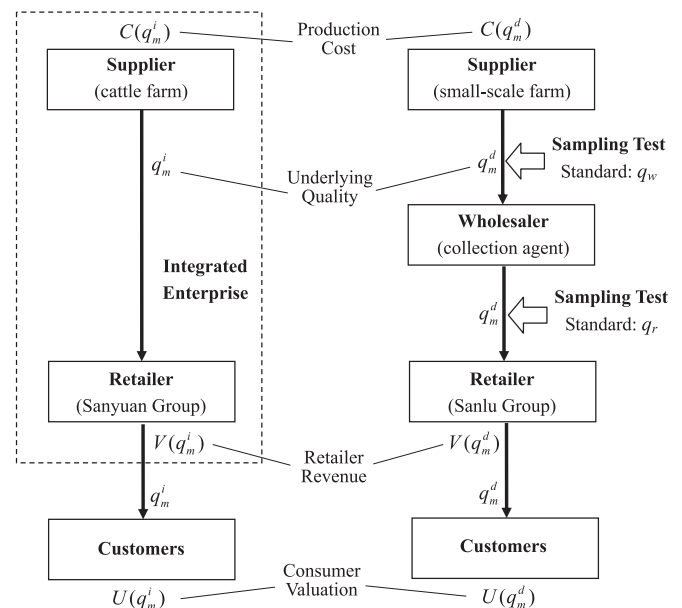 C(q_m^i)
Production
Cost
C(q_m^d)
Supplier
(cattle farm)
Supplier
(small-scale farm)
q_m^i
Underlying
Quality
q_m^d
Sampling Test
Standard: q_w
Wholesaler
(collection agent)
Integrated
Enterprise
q_m^d
Sampling Test
Standard: q_r
Retailer
(Sanyuan Group)
Retailer
(Sanlu Group)
V(q_m^i)
Retailer
Revenue
V(q_m^d)
q_m^i
q_m^d
Customers
Customers
Consumer
Valuation
U(q_m^i)
U(q_m^d)